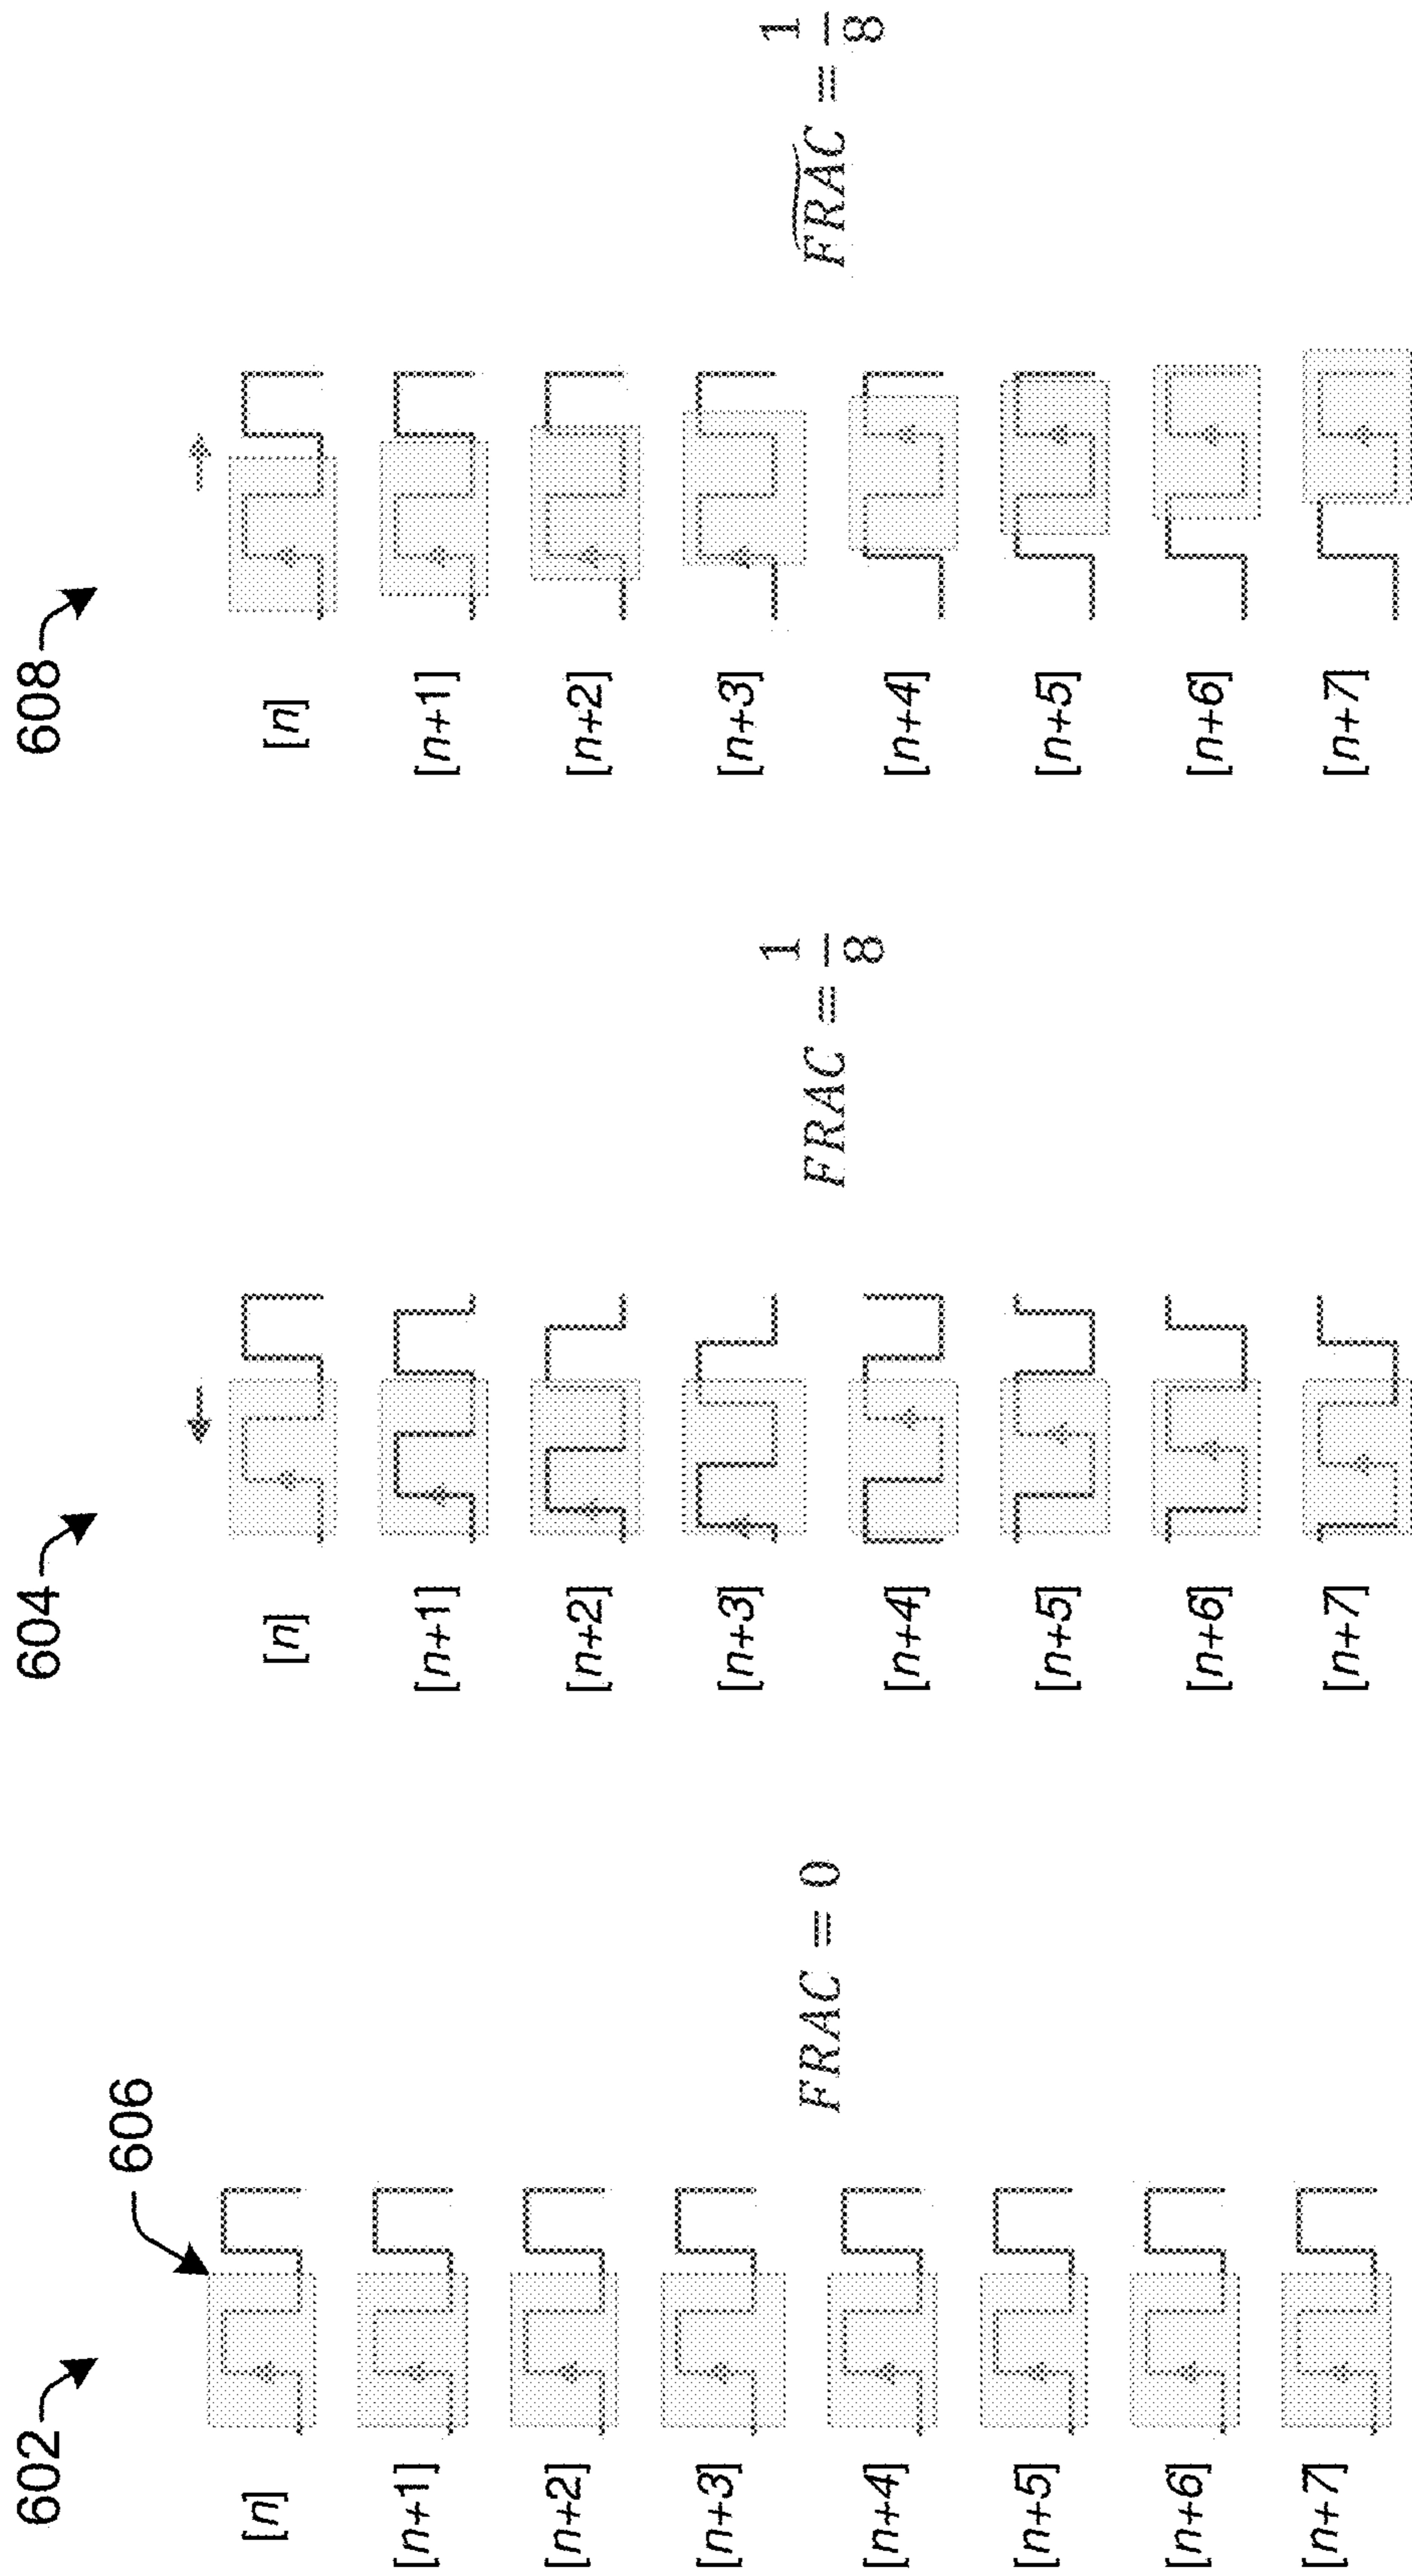 602
606
[n]
[n+1]
[n+2]
[n+3]
[n+4]
[n+5]
[n+6]
[n+7]
FRAC = 0
604
[n]
[n+1]
[n+2]
[n+3]
[n+4]
[n+5]
[n+6]
[n+7]
FRAC = 1/8
608
[n]
[n+1]
[n+2]
[n+3]
[n+4]
[n+5]
[n+6]
[n+7]
F͡RAC = 1/8